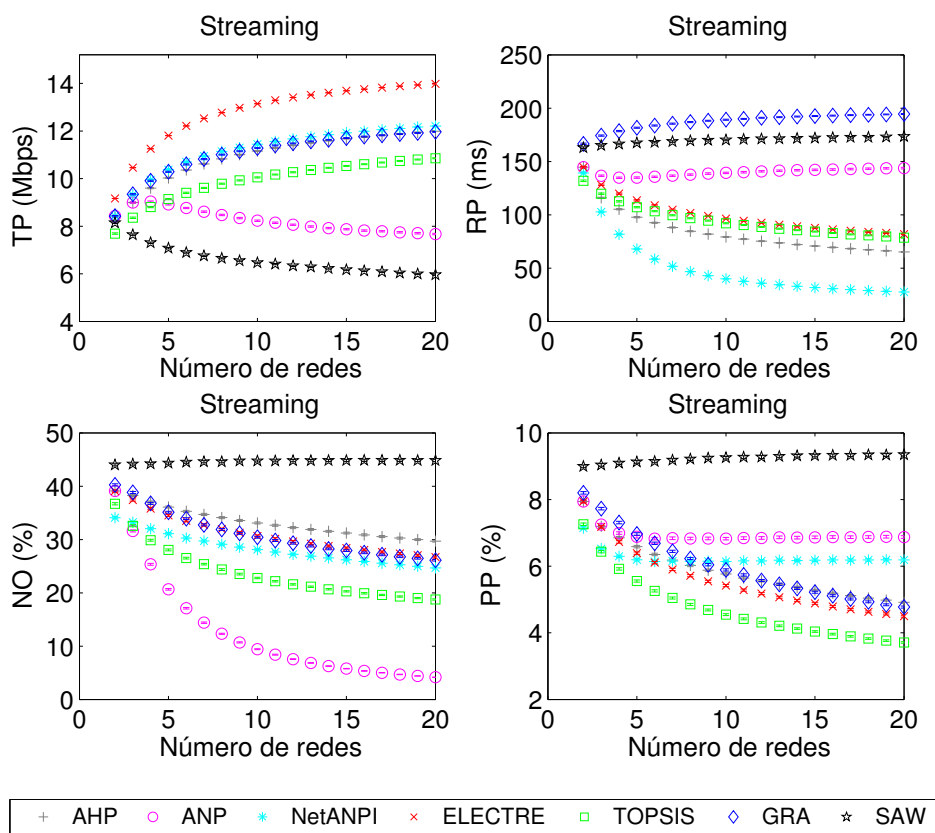 Streaming
TP (Mbps)
14
12
10
8
6
4
0 5 10 15 20
Número de redes
Streaming
RP (ms)
250
200
150
100
50
0
0 5 10 15 20
Número de redes
Streaming
NO (%)
50
40
30
20
10
0
0 5 10 15 20
Número de redes
Streaming
PP (%)
10
8
6
4
2
0 5 10 15 20
Número de redes
AHP ANP NetANPI ELECTRE TOPSIS GRA SAW